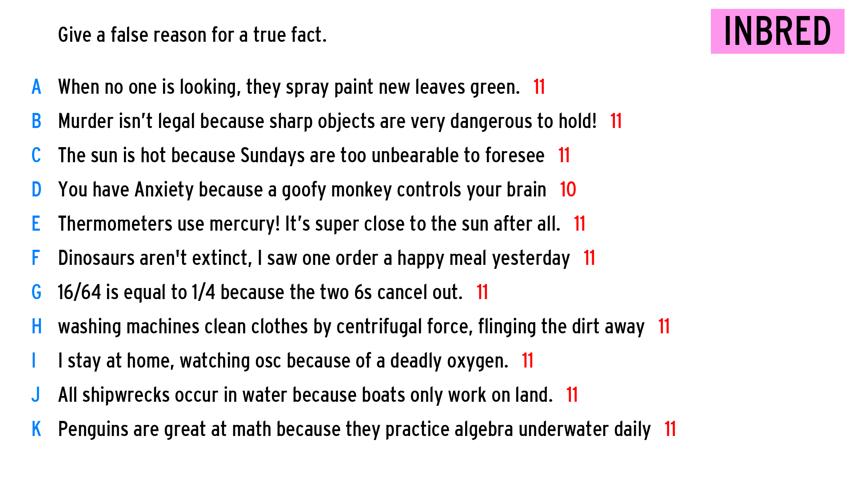 Give a false reason for a true fact.
INBRED
A When no one is looking, they spray paint new leaves green. 11
B Murder isn't legal because sharp objects are very dangerous to hold! 11
C The sun is hot because Sundays are too unbearable to foresee 11
D You have Anxiety because a goofy monkey controls your brain 10
E Thermometers use mercury! It's super close to the sun after all. 11
F Dinosaurs aren't extinct, I saw one order a happy meal yesterday 11
G 16/64 is equal to 1/4 because the two 6s cancel out. 11
H washing machines clean clothes by centrifugal force, flinging the dirt away 11
I I stay at home, watching osc because of a deadly oxygen. 11
J All shipwrecks occur in water because boats only work on land. 11
K Penguins are great at math because they practice algebra underwater daily 11